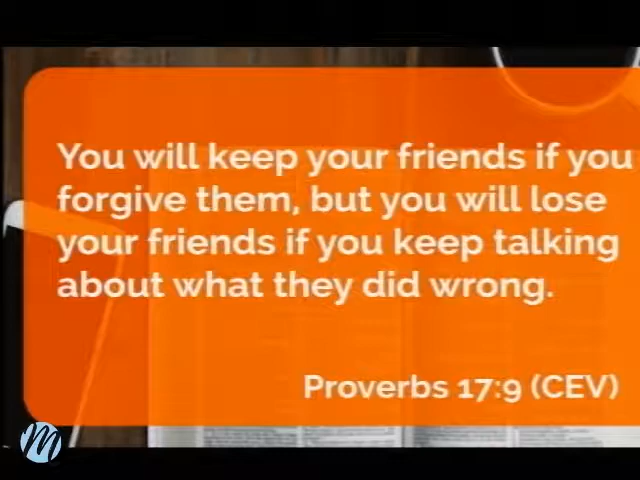 You will keep your friends if you
forgive them, but you will lose
your friends if you keep talking
about what they did wrong.
Proverbs 17:9 (CEV)
M